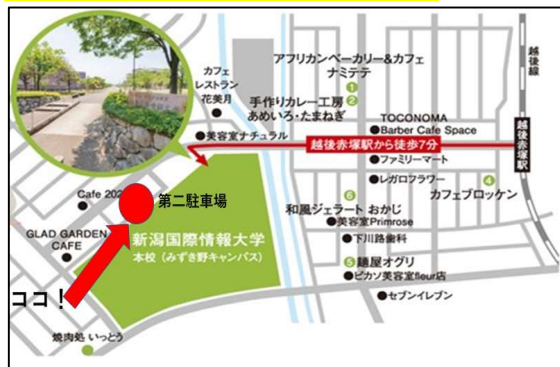 アフリカンベーカリー&カフェ
ナミテテ
1
カフェ
レストラン
花美月
手作りカレー工房
あめいろ・たまねぎ
2
TOCONOMA
Barber Cafe Space
越後線
美容室ナチュラル
越後赤塚駅から徒歩7分
越後赤塚駅
ファミリーマート
レガロフラワー
4
カフェブロッケン
Cafe 202
第二駐車場
6
和風ジェラート おかじ
美容室Primrose
GLAD GARDEN
CAFE
新潟国際情報大学
本校(みずき野キャンパス)
下川路歯科
5
麺屋オグリ
ピカソ美容室fleur店
ココ!
セブンイレブン
焼肉処 いっとう